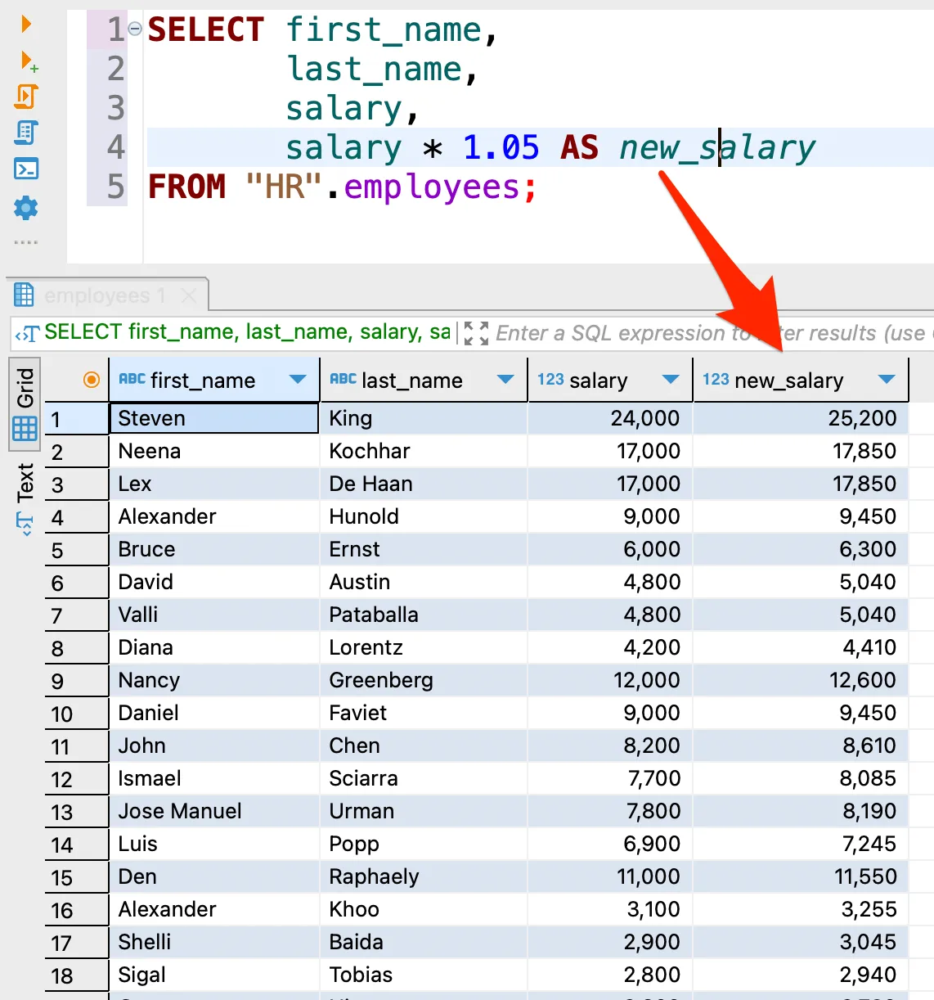 1 SELECT first_name,
2 last_name,
3 salary,
4 salary * 1.05 AS new_salary
5 FROM "HR".employees;
employees 1
SELECT first_name, last_name, salary, sa Enter a SQL expression to results (use
Grid
Text
ABC first_name ABC last_name 123 salary 123 new_salary
1 Steven King 24,000 25,200
2 Neena Kochhar 17,000 17,850
3 Lex De Haan 17,000 17,850
4 Alexander Hunold 9,000 9,450
5 Bruce Ernst 6,000 6,300
6 David Austin 4,800 5,040
7 Valli Pataballa 4,800 5,040
8 Diana Lorentz 4,200 4,410
9 Nancy Greenberg 12,000 12,600
10 Daniel Faviet 9,000 9,450
11 John Chen 8,200 8,610
12 Ismael Sciarra 7,700 8,085
13 Jose Manuel Urman 7,800 8,190
14 Luis Popp 6,900 7,245
15 Den Raphaely 11,000 11,550
16 Alexander Khoo 3,100 3,255
17 Shelli Baida 2,900 3,045
18 Sigal Tobias 2,800 2,940